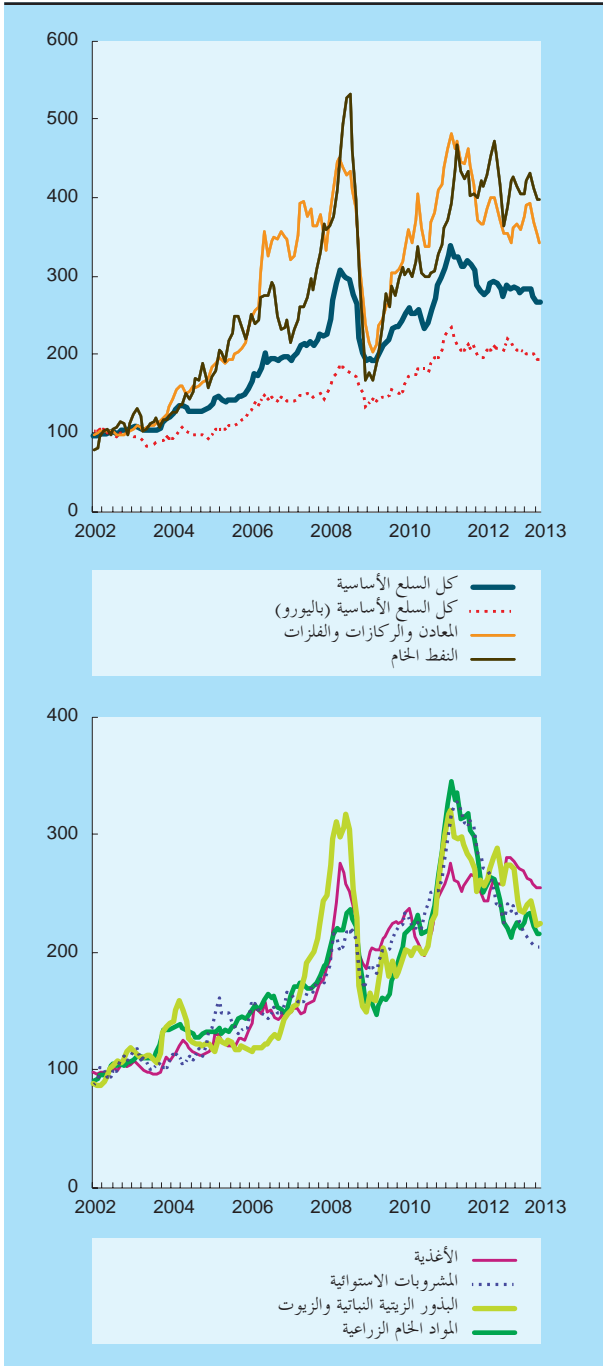 600
500
400
300
200
100
0
2002 2004 2006 2008 2010 2012 2013
كل السلع الأساسية
كل السلع الأساسية (باليورو)
المعادن والركازات والفلزات
النفط الخام
400
300
200
100
0
2002 2004 2006 2008 2010 2012 2013
الأغذية
المشروبات الاستوائية
البذور الزيتية النباتية والزيوت
المواد الخام الزراعية